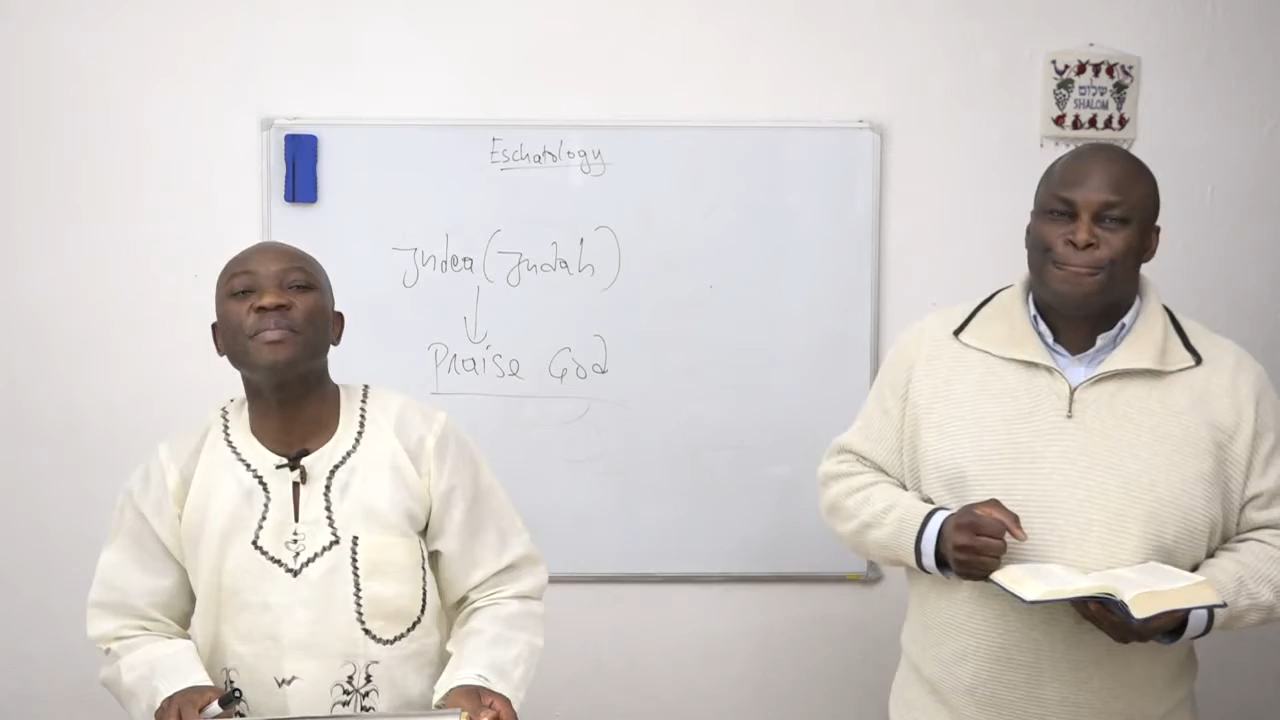 Eschatology
Judea (Judah)
Praise God
שלום
SHALOM